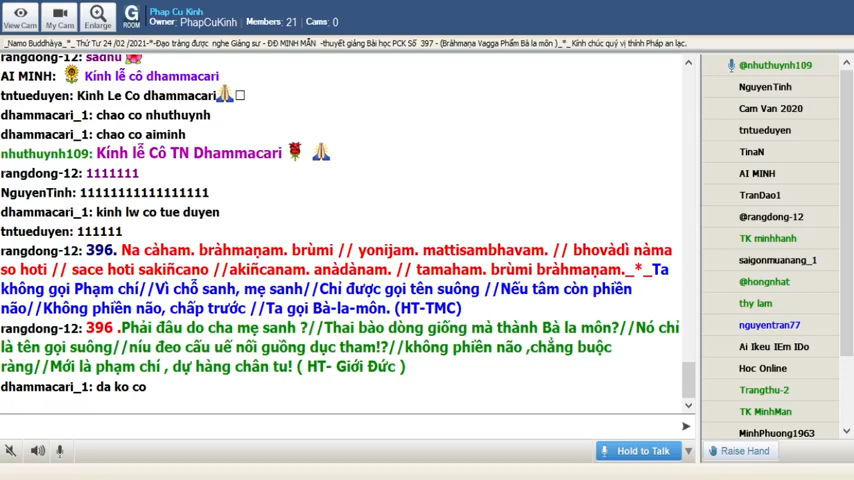 View Cam
My Cam
Enlarge
G
ROOM
Phap Cu Kinh
Owner: PhapCuKinh Members: 21 Cams: 0
_Namo Buddhàya_*_ Thứ Tư 24 /02 /2021-*-Đạo tràng được nghe Giảng sư - ĐĐ MINH MẪN -thuyết giảng Bài học PCK Số 397 - (Bràhmaṇa Vagga Phẩm Bà la môn )_*_ Kính chúc quý vị thính Pháp an lạc.
rangdong-12: sadhu
AI MINH: Kính lễ cô dhammacari
tntueduyen: Kinh Le Co dhammacari
dhammacari_1: chao co nhuthuynh
dhammacari_1: chao co aiminh
nhuthuynh109: Kính lễ Cô TN Dhammacari
rangdong-12: 1111111
NguyenTinh: 11111111111111111
dhammacari_1: kinh lw co tue duyen
tntueduyen: 111111
rangdong-12: 396. Na càham. bràhmaṇam. brùmi // yonijam. mattisambhavam. // bhovàdì nàma
so hoti // sace hoti sakiñcano //akiñcanam. anàdànam. // tamaham. brùmi bràhmaṇam._*_Ta
không gọi Phạm chí//Vì chỗ sanh, mẹ sanh//Chỉ được gọi tên suông //Nếu tâm còn phiền
não//Không phiền não, chấp trước //Ta gọi Bà-la-môn. (HT-TMC)
rangdong-12: 396 .Phải đâu do cha mẹ sanh ?//Thai bào dòng giống mà thành Bà la môn?//Nó chỉ
là tên gọi suông//níu đeo cấu uế nối guồng dục tham!?//không phiền não ,chẳng buộc
ràng//Mới là phạm chí , dự hàng chân tu! ( HT- Giới Đức )
dhammacari_1: da ko co
Hold to Talk
@nhuthuynh109
NguyenTinh
Cam Van 2020
tntueduyen
TinaN
AI MINH
TranDao1
@rangdong-12
TK minhhanh
saigonmuanang_1
@hongnhat
thy lam
nguyentran77
Ai Ikeu IEm IDo
Hoc Online
Trangthu-2
TK MinhMan
MinhPhuong1963
Raise Hand